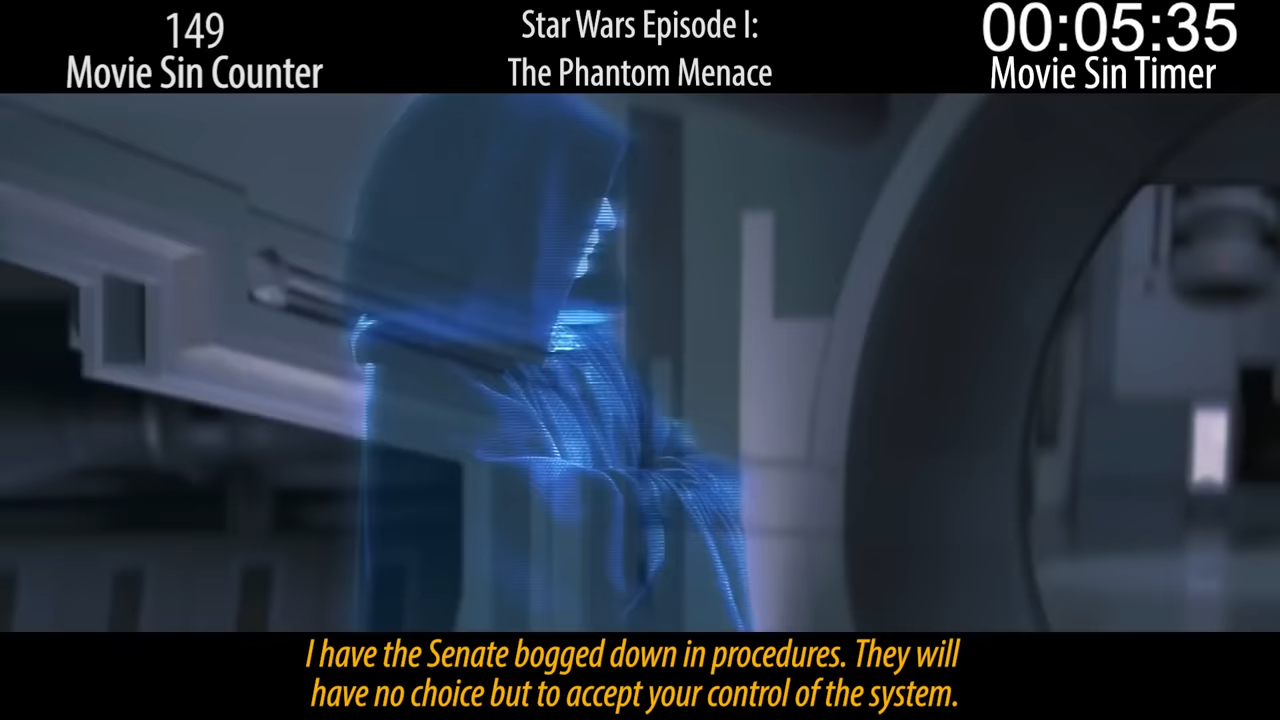 149
Movie Sin Counter
Star Wars Episode I:
The Phantom Menace
00:05:35
Movie Sin Timer
I have the Senate bogged down in procedures. They will
have no choice but to accept your control of the system.